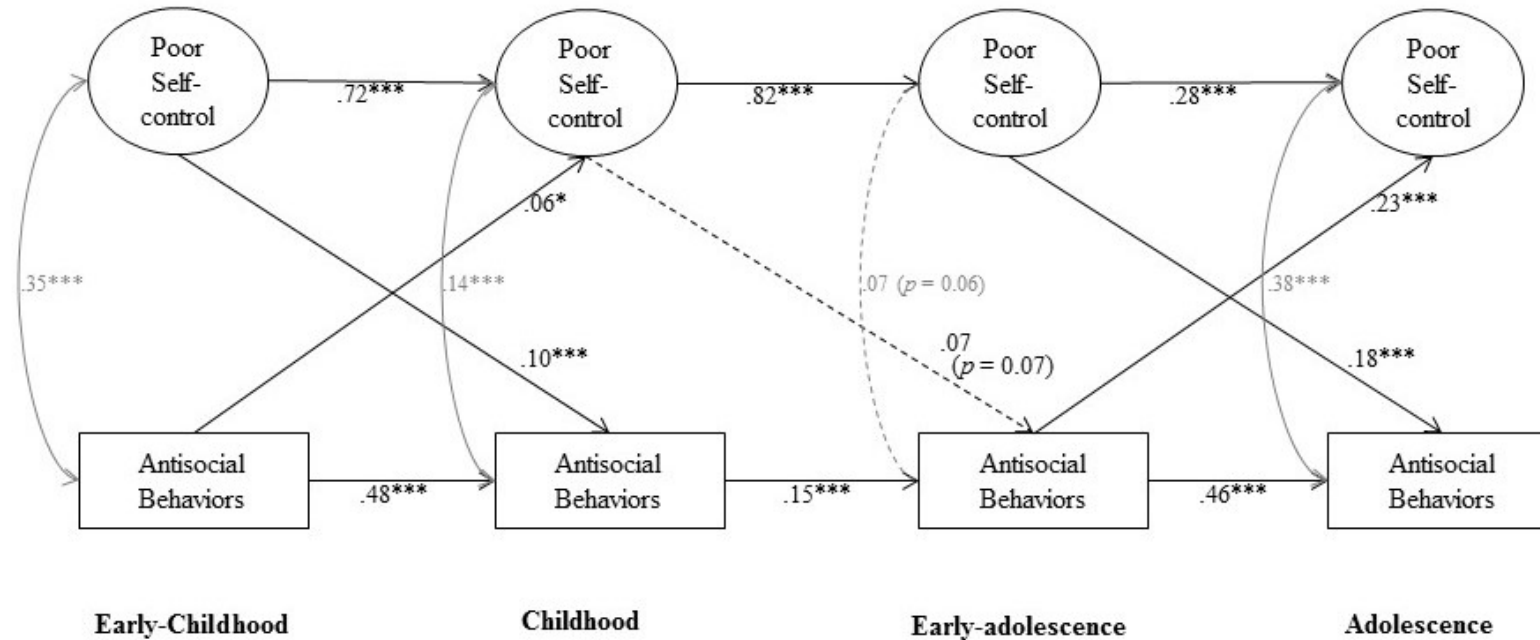 Poor
Self-
control
Poor
Self-
control
Poor
Self-
control
Poor
Self-
control
.72***
.82***
.28***
.06*
.23***
.35***
.14***
.07 (p = 0.06)
.38***
.10***
.07
(p = 0.07)
.18***
Antisocial
Behaviors
Antisocial
Behaviors
Antisocial
Behaviors
Antisocial
Behaviors
.48***
.15***
.46***
Early-Childhood
Childhood
Early-adolescence
Adolescence